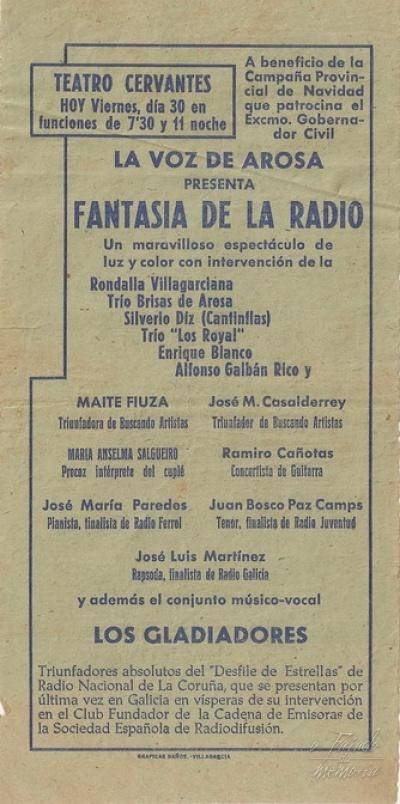 TEATRO CERVANTES
HOY Viernes, día 30 en
funciones de 7'30 y 11 noche
A beneficio de la
Campaña Provin-
cial de Navidad
que patrocina el
Excmo. Goberna-
dor Civil
LA VOZ DE AROSA
PRESENTA
FANTASIA DE LA RADIO
Un maravilloso espectáculo de
luz y color con intervención de la
Rondalla Villagarciana
Trío Brisas de Arosa
Silverio Díz (Cantinflas)
Trío "Los Royal"
Enrique Blanco
Alfonso Galbán Rico y
MAITE FIUZA
Triunfadora de Buscando Artistas
José M. Casalderrey
Triunfador de Buscando Artistas
MARIA ANSELMA SALGUEIRO
Precoz intérprete del cuplé
Ramiro Cañotas
Concertista de Guitarra
José María Paredes
Pianista, finalista de Radio Ferrol
Juan Bosco Paz Camps
Tenor, finalista de Radio Juventud
José Luis Martínez
Rapsoda, finalista de Radio Galicia
y además el conjunto músico-vocal
LOS GLADIADORES
Triunfadores absolutos del "Desfile de Estrellas" de
Radio Nacional de La Coruña, que se presentan por
última vez en Galicia en vísperas de su intervención
en el Club Fundador de la Cadena de Emisoras de
la Sociedad Española de Radiodifusión.
GRAFICAS SAÑOS.-VILLAGARCIA